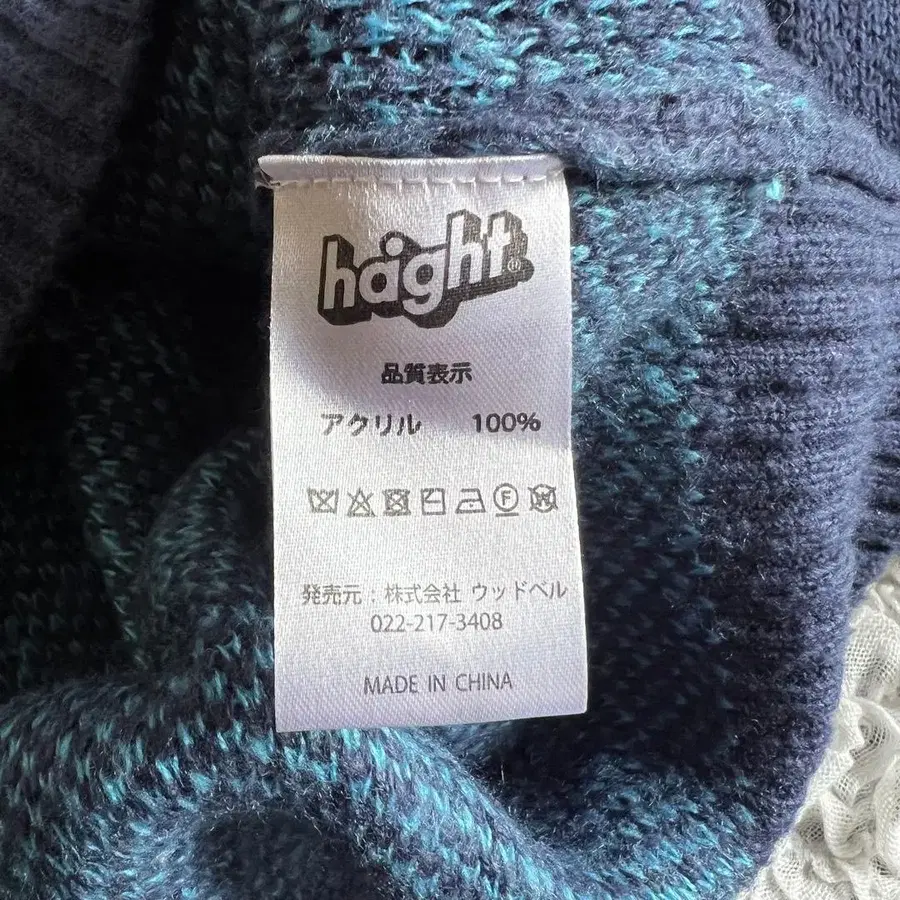 haight
品質表示
アクリル 100%
F W
発売元：株式会社 ウッドベル
022-217-3408
MADE IN CHINA